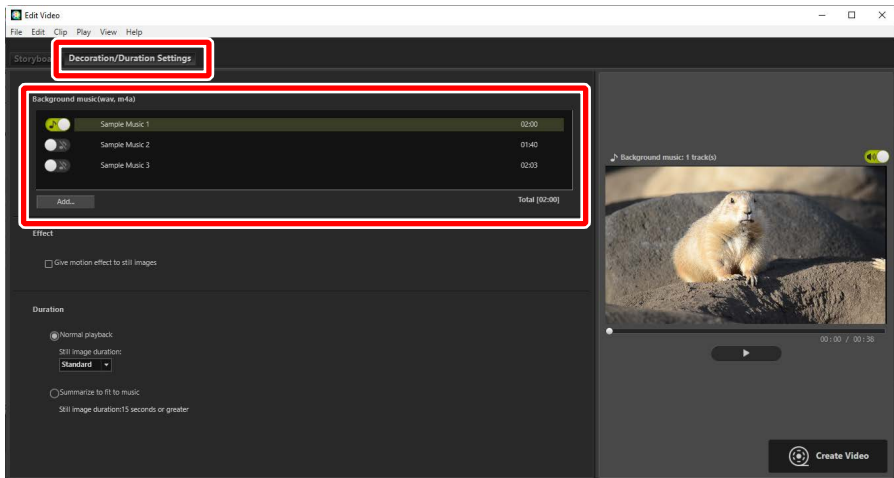 Edit Video
File Edit Clip Play View Help
Storyboa Decoration/Duration Settings
Background music(wav, m4a)
Sample Music 1 02:00
Sample Music 2 01:40
Sample Music 3 02:03
Add... Total [02:00]
Background music: 1 track(s)
Effect
Give motion effect to still images
Duration
Normal playback
Still image duration:
Standard
Summarize to fit to music
Still image duration:15 seconds or greater
00:00 / 00:38
Create Video